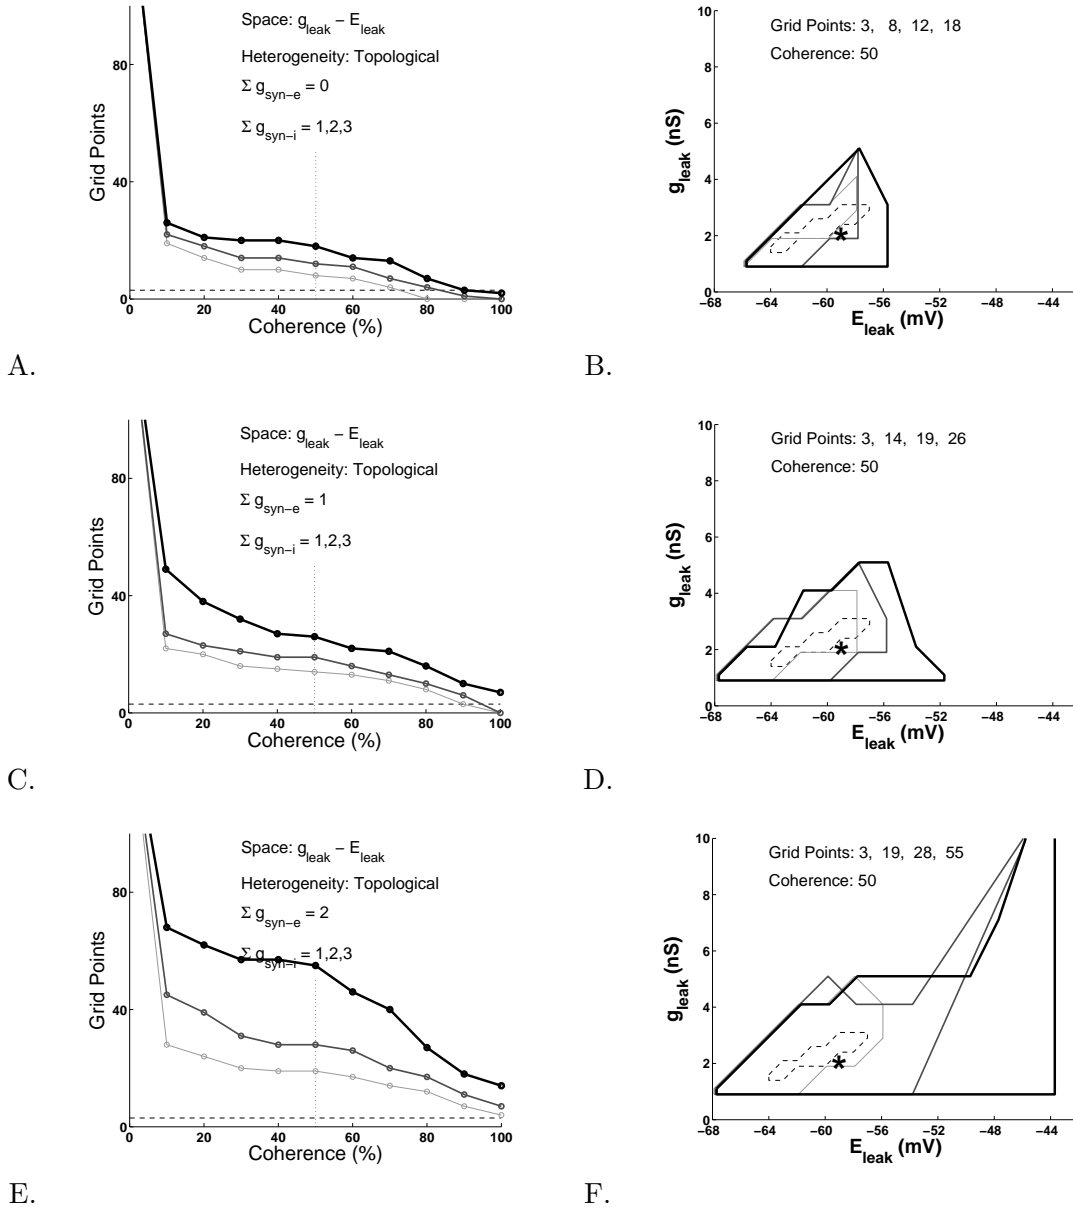 Space: g_leak – E_leak
Heterogeneity: Topological
Σ g_syn–e = 0
Σ g_syn–i = 1,2,3
Grid Points
80
40
0
0 20 40 60 80 100
Coherence (%)
A.
Grid Points: 3, 8, 12, 18
Coherence: 50
g_leak (nS)
10
8
6
4
2
0
−68 −64 −60 −56 −52 −48 −44
E_leak (mV)
B.
Space: g_leak – E_leak
Heterogeneity: Topological
Σ g_syn–e = 1
Σ g_syn–i = 1,2,3
Grid Points
80
40
0
0 20 40 60 80 100
Coherence (%)
C.
Grid Points: 3, 14, 19, 26
Coherence: 50
g_leak (nS)
10
8
6
4
2
0
−68 −64 −60 −56 −52 −48 −44
E_leak (mV)
D.
Space: g_leak – E_leak
Heterogeneity: Topological
Σ g_syn–e = 2
Σ g_syn–i = 1,2,3
Grid Points
80
40
0
0 20 40 60 80 100
Coherence (%)
E.
Grid Points: 3, 19, 28, 55
Coherence: 50
g_leak (nS)
10
8
6
4
2
0
−68 −64 −60 −56 −52 −48 −44
E_leak (mV)
F.